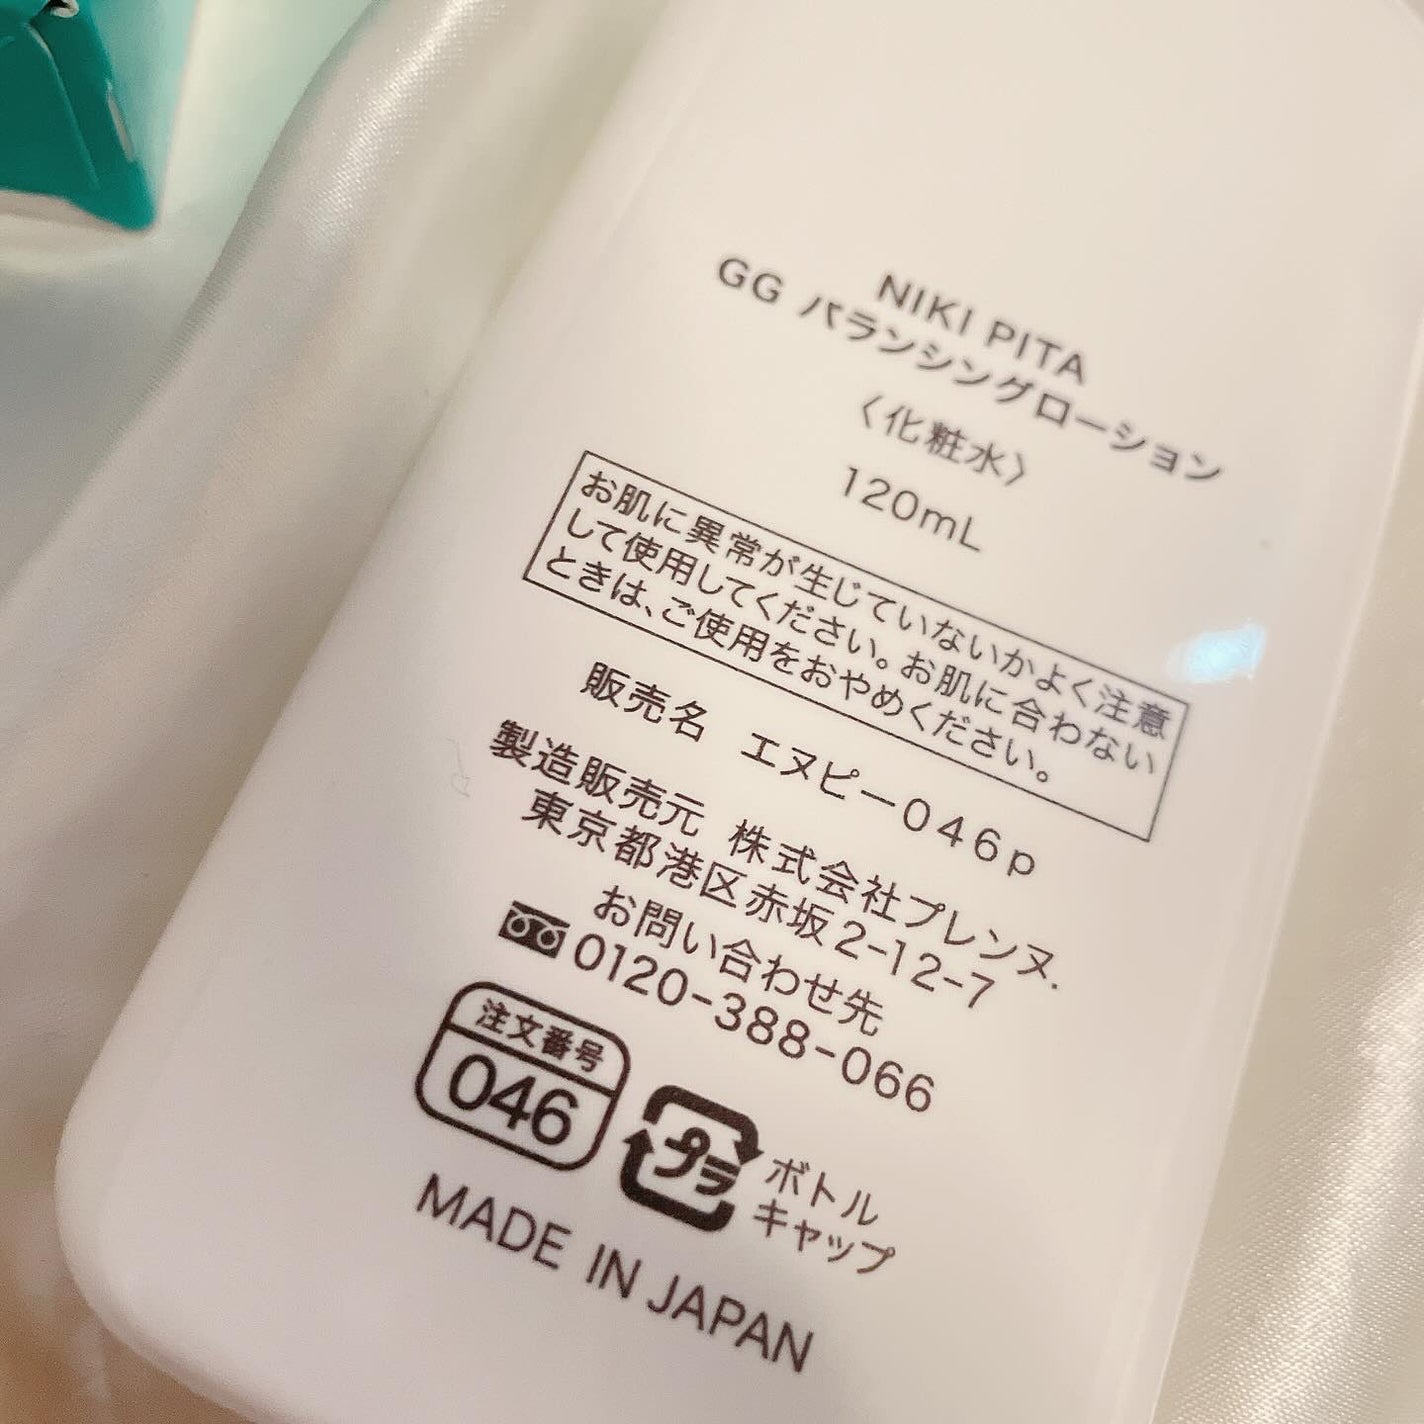 NIKI PITA
GG バランシングローション
〈化粧水〉
120mL
お肌に異常が生じていないかよく注意
して使用してください。お肌に合わない
ときは、ご使用をおやめください。
販売名 エヌピー046p
製造販売元 株式会社プレンヌ.
東京都港区赤坂2-12-7
お問い合わせ先
0120-388-066
注文番号
046
プラ
ボトル
キャップ
MADE IN JAPAN